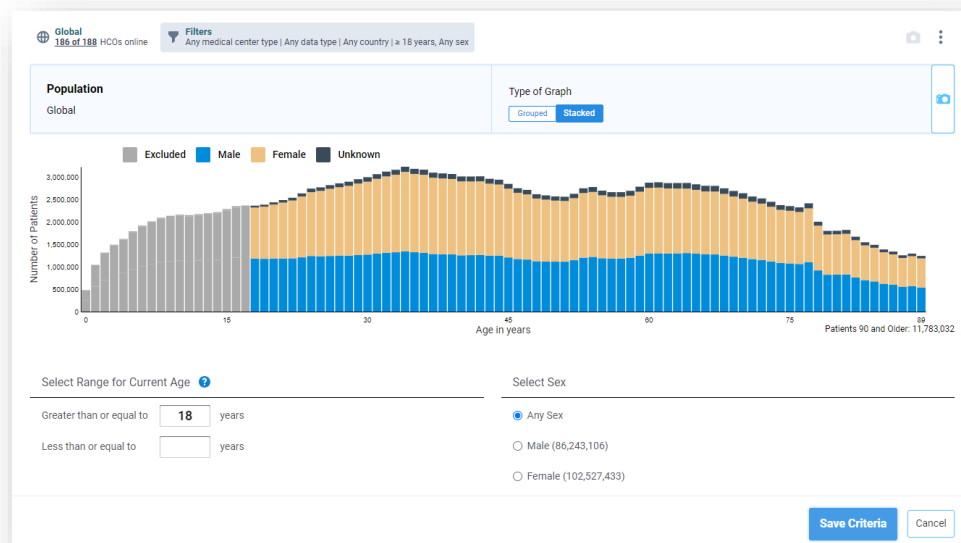 Global
186 of 188 HCOs online
Filters
Any medical center type | Any data type | Any country | ≥ 18 years, Any sex
Population
Global
Type of Graph
Grouped Stacked
Excluded Male Female Unknown
Number of Patients
3,000,000
2,500,000
2,000,000
1,500,000
1,000,000
500,000
0
0 15 30 45 60 75 89
Age in years
Patients 90 and Older: 11,783,032
Select Range for Current Age ?
Greater than or equal to 18 years
Less than or equal to years
Select Sex
Any Sex
Male (86,243,106)
Female (102,527,433)
Save Criteria Cancel